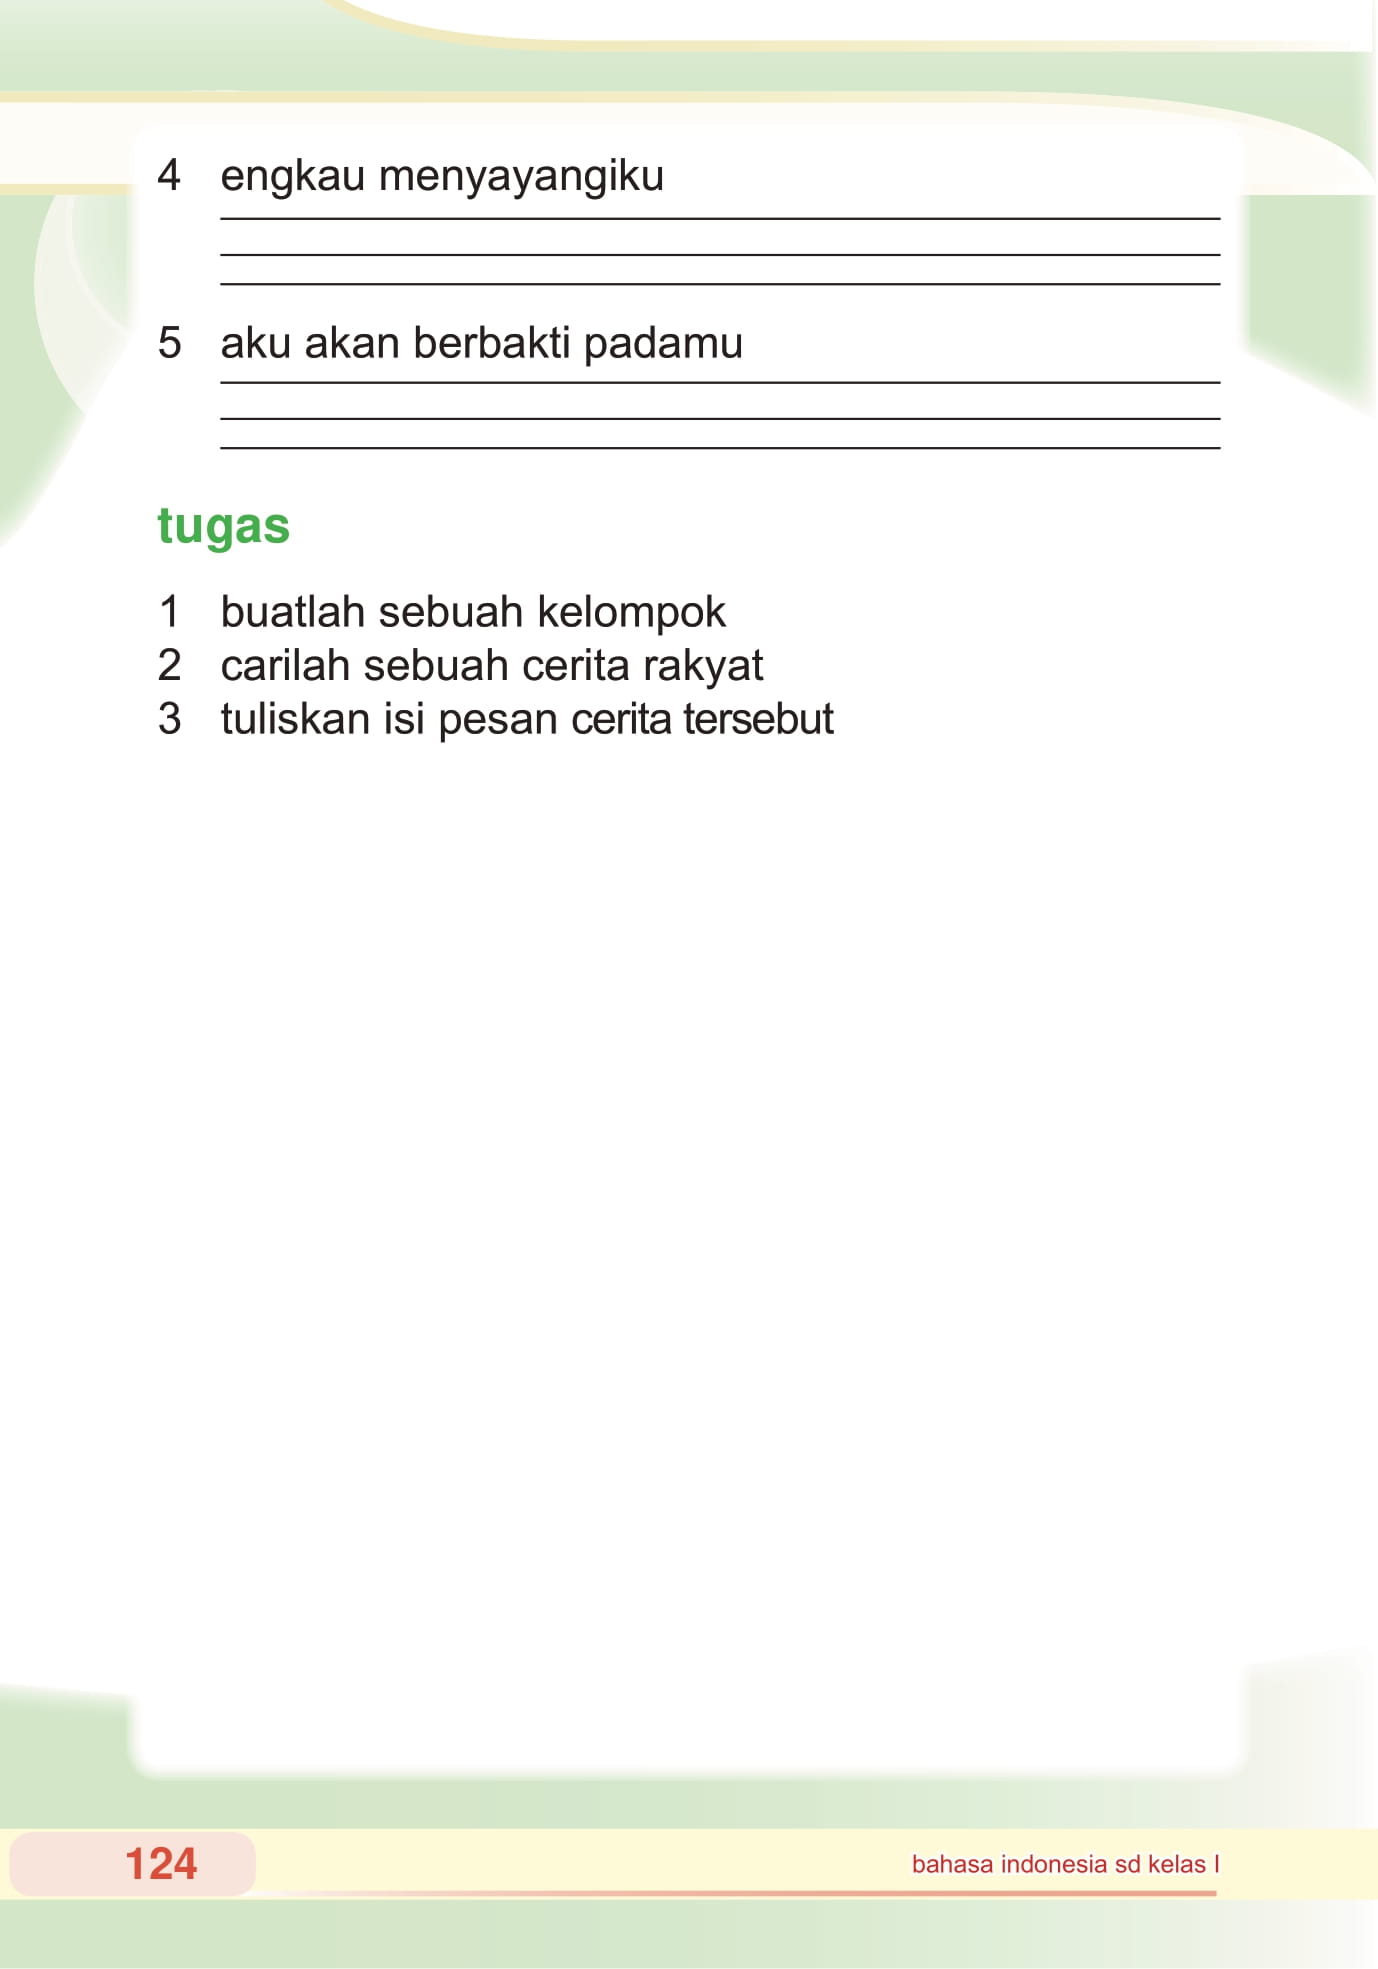 4 engkau menyayangiku
5 aku akan berbakti padamu
tugas
1 buatlah sebuah kelompok
2 carilah sebuah cerita rakyat
3 tuliskan isi pesan cerita tersebut
124
bahasa indonesia sd kelas I